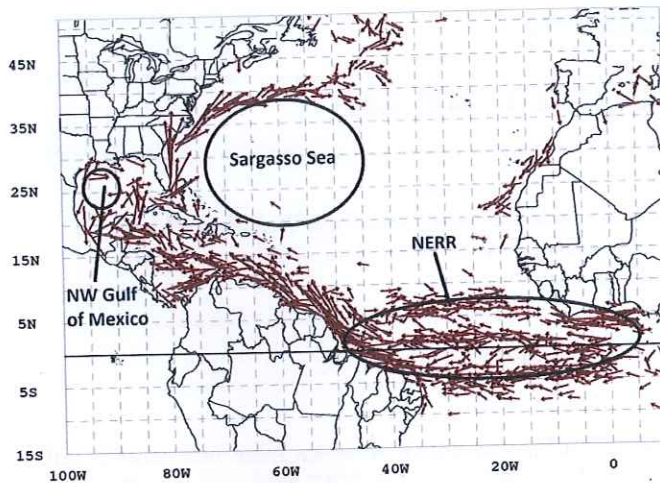 45N
35N
Sargasso Sea
25N
NERR
15N
NW Gulf
of Mexico
5N
5S
15S
100W 80W 60W 40W 20W 0